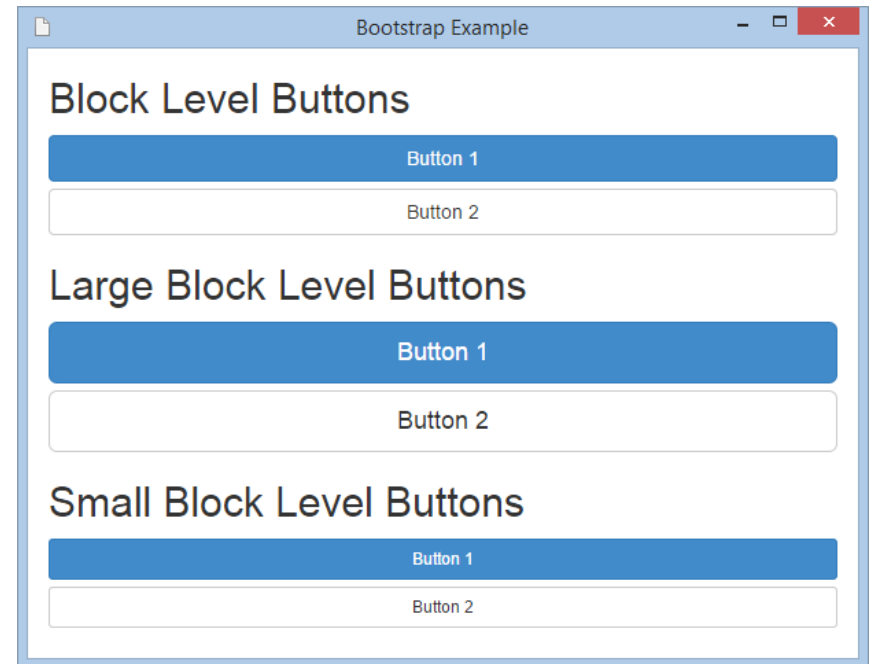 Bootstrap Example
Block Level Buttons
Button 1
Button 2
Large Block Level Buttons
Button 1
Button 2
Small Block Level Buttons
Button 1
Button 2